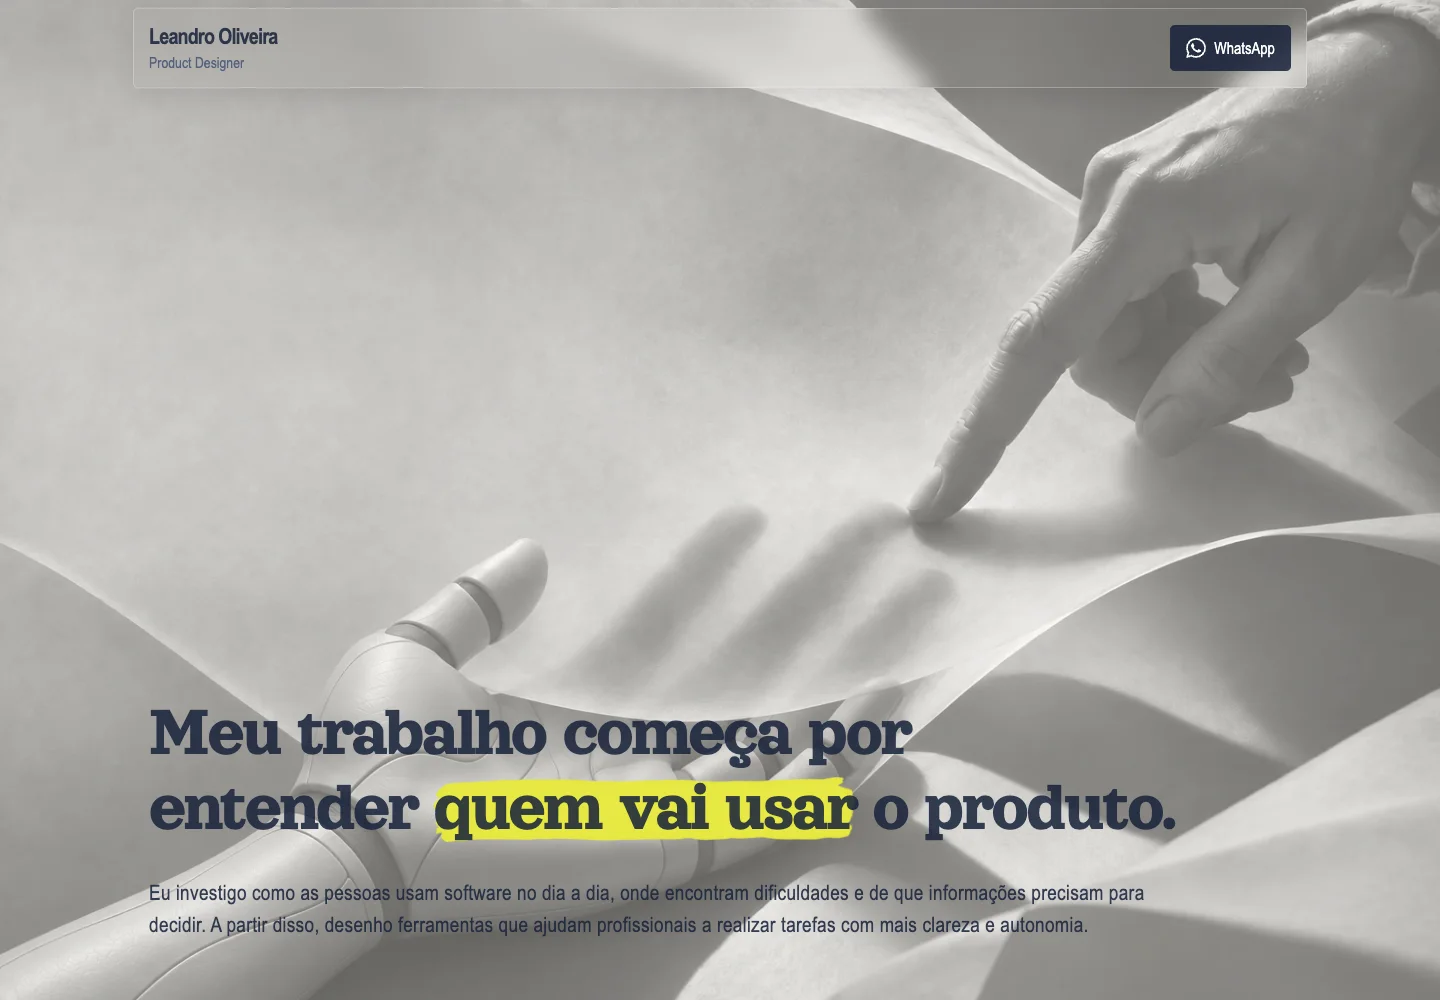 Leandro Oliveira
Product Designer
WhatsApp
Meu trabalho começa por
entender quem vai usar o produto.
Eu investigo como as pessoas usam software no dia a dia, onde encontram dificuldades e de que informações precisam para
decidir. A partir disso, desenho ferramentas que ajudam profissionais a realizar tarefas com mais clareza e autonomia.